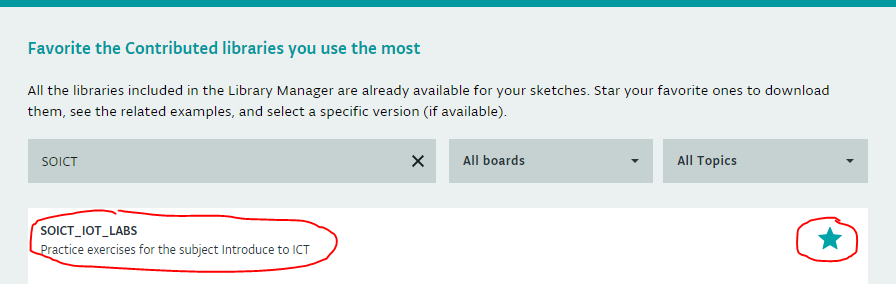 Favorite the Contributed libraries you use the most
All the libraries included in the Library Manager are already available for your sketches. Star your favorite ones to download
them, see the related examples, and select a specific version (if available).
SOICT All boards All Topics
SOICT_IOT_LABS
Practice exercises for the subject Introduce to ICT